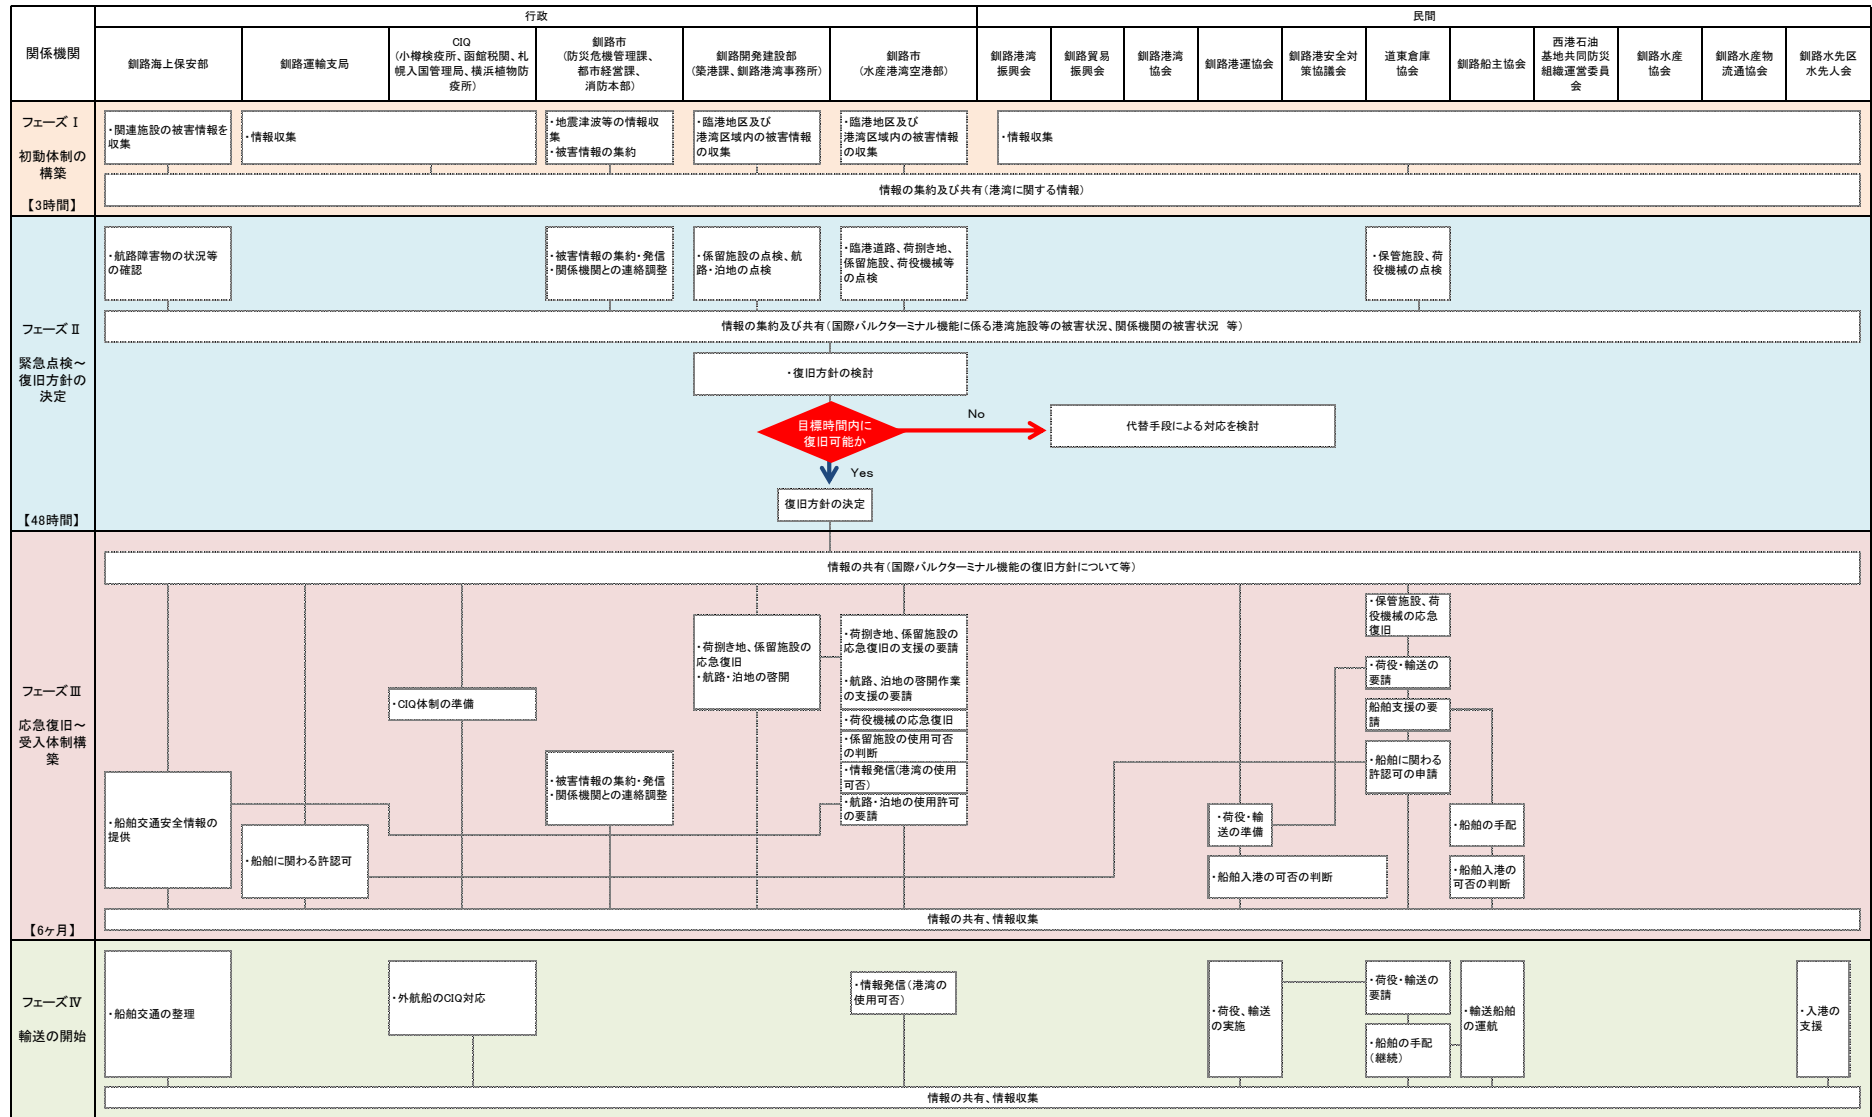 関係機関
行政
民間
釧路海上保安部
釧路運輸支局
CIQ
(小樽検疫所、函館税関、札
幌入国管理局、横浜植物防
疫所)
釧路市
(防災危機管理課、
都市経営課、
消防本部)
釧路開発建設部
(築港課、釧路港湾事務所)
釧路市
(水産港湾空港部)
釧路港湾
振興会
釧路貿易
振興会
釧路港湾
協会
釧路港運協会
釧路港安全対
策協議会
道東倉庫
協会
釧路船主協会
西港石油
基地共同防災
組織運営委員
会
釧路水産
協会
釧路水産物
流通協会
釧路水先区
水先人会
フェーズⅠ
初動体制の
構築
【3時間】
・関連施設の被害情報を
収集
・情報収集
・地震津波等の情報収
集
・被害情報の集約
・臨港地区及び
港湾区域内の被害情報
の収集
・臨港地区及び
港湾区域内の被害情報
の収集
・情報収集
情報の集約及び共有(港湾に関する情報)
フェーズⅡ
緊急点検～
復旧方針の
決定
【48時間】
・航路障害物の状況等
の確認
・被害情報の集約・発信
・関係機関との連絡調整
・係留施設の点検、航
路・泊地の点検
・臨港道路、荷捌き地、
係留施設、荷役機械等
の点検
・保管施設、荷
役機械の点検
情報の集約及び共有(国際バルクターミナル機能に係る港湾施設等の被害状況、関係機関の被害状況 等)
・復旧方針の検討
目標時間内に
復旧可能か
No
代替手段による対応を検討
Yes
復旧方針の決定
フェーズⅢ
応急復旧～
受入体制構
築
【6ヶ月】
情報の共有(国際バルクターミナル機能の復旧方針について等)
・船舶交通安全情報の
提供
・船舶に関わる許認可
・CIQ体制の準備
・被害情報の集約・発信
・関係機関との連絡調整
・荷捌き地、係留施設の
応急復旧
・航路・泊地の啓開
・荷捌き地、係留施設の
応急復旧の支援の要請
・航路、泊地の啓開作業
の支援の要請
・荷役機械の応急復旧
・係留施設の使用可否
の判断
・情報発信(港湾の使用
可否)
・航路・泊地の使用許可
の要請
・荷役・輸
送の準備
・船舶入港の可否の判断
・保管施設、荷
役機械の応急
復旧
・荷役・輸送の
要請
船舶支援の要
請
・船舶に関わる
許認可の申請
・船舶の手配
・船舶入港の
可否の判断
情報の共有、情報収集
フェーズⅣ
輸送の開始
・船舶交通の整理
・外航船のCIQ対応
・情報発信(港湾の
使用可否)
・荷役、輸送
の実施
・荷役・輸送の
要請
・船舶の手配
(継続)
・輸送船舶
の運航
・入港の
支援
情報の共有、情報収集